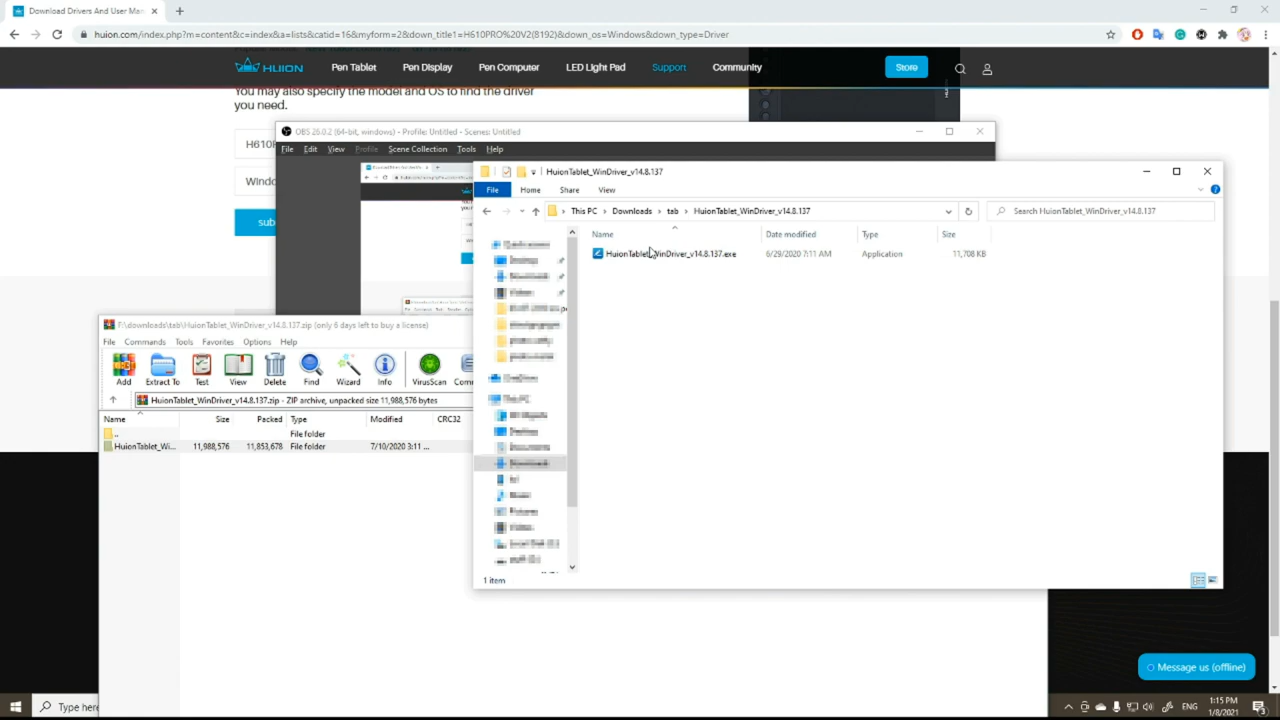 Download Drivers And User Man
huion.com/index.php?m=content&c=index&a=lists&catid=16&myform=2&down_title1=H610PRO%20V2(8192)&down_os=Windows&down_type=Driver
HUION Pen Tablet Pen Display Pen Computer LED Light Pad Support Community Store
You may also specify the model and OS to find the driver
you need.
H610P
Windo
sub
OBS 26.0.2 (64-bit, windows) - Profile: Untitled - Scenes: Untitled
File Edit View Profile Scene Collection Tools Help
HuionTablet_WinDriver_v14.8.137
File Home Share View
This PC > Downloads > tab > HuionTablet_WinDriver_v14.8.137
Search HuionTablet_WinDriver_v14.8.137
Name Date modified Type Size
HuionTablet_WinDriver_v14.8.137.exe 6/29/2020 7:11 AM Application 11,708 KB
1 item
F:\downloads\tab\HuionTablet_WinDriver_v14.8.137.zip (only 6 days left to buy a license)
File Commands Tools Favorites Options Help
Add Extract To Test View Delete Find Wizard Info VirusScan Com
HuionTablet_WinDriver_v14.8.137.zip - ZIP archive, unpacked size 11,988,576 bytes
Name Size Packed Type Modified CRC32
.. File folder
HuionTablet_Wi... 11,988,576 11,853,678 File folder 7/10/2020 3:11 ...
Message us (offline)
Type here
ENG
1:15 PM
1/8/2021
3